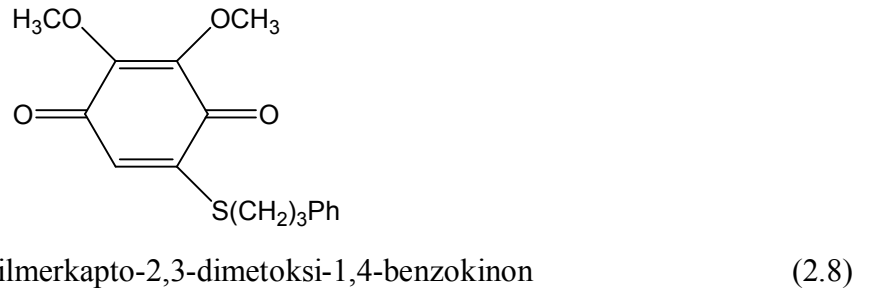 H₃CO OCH₃
O O
S(CH₂)₃Ph
ilmerkapto-2,3-dimetoksi-1,4-benzokinon (2.8)